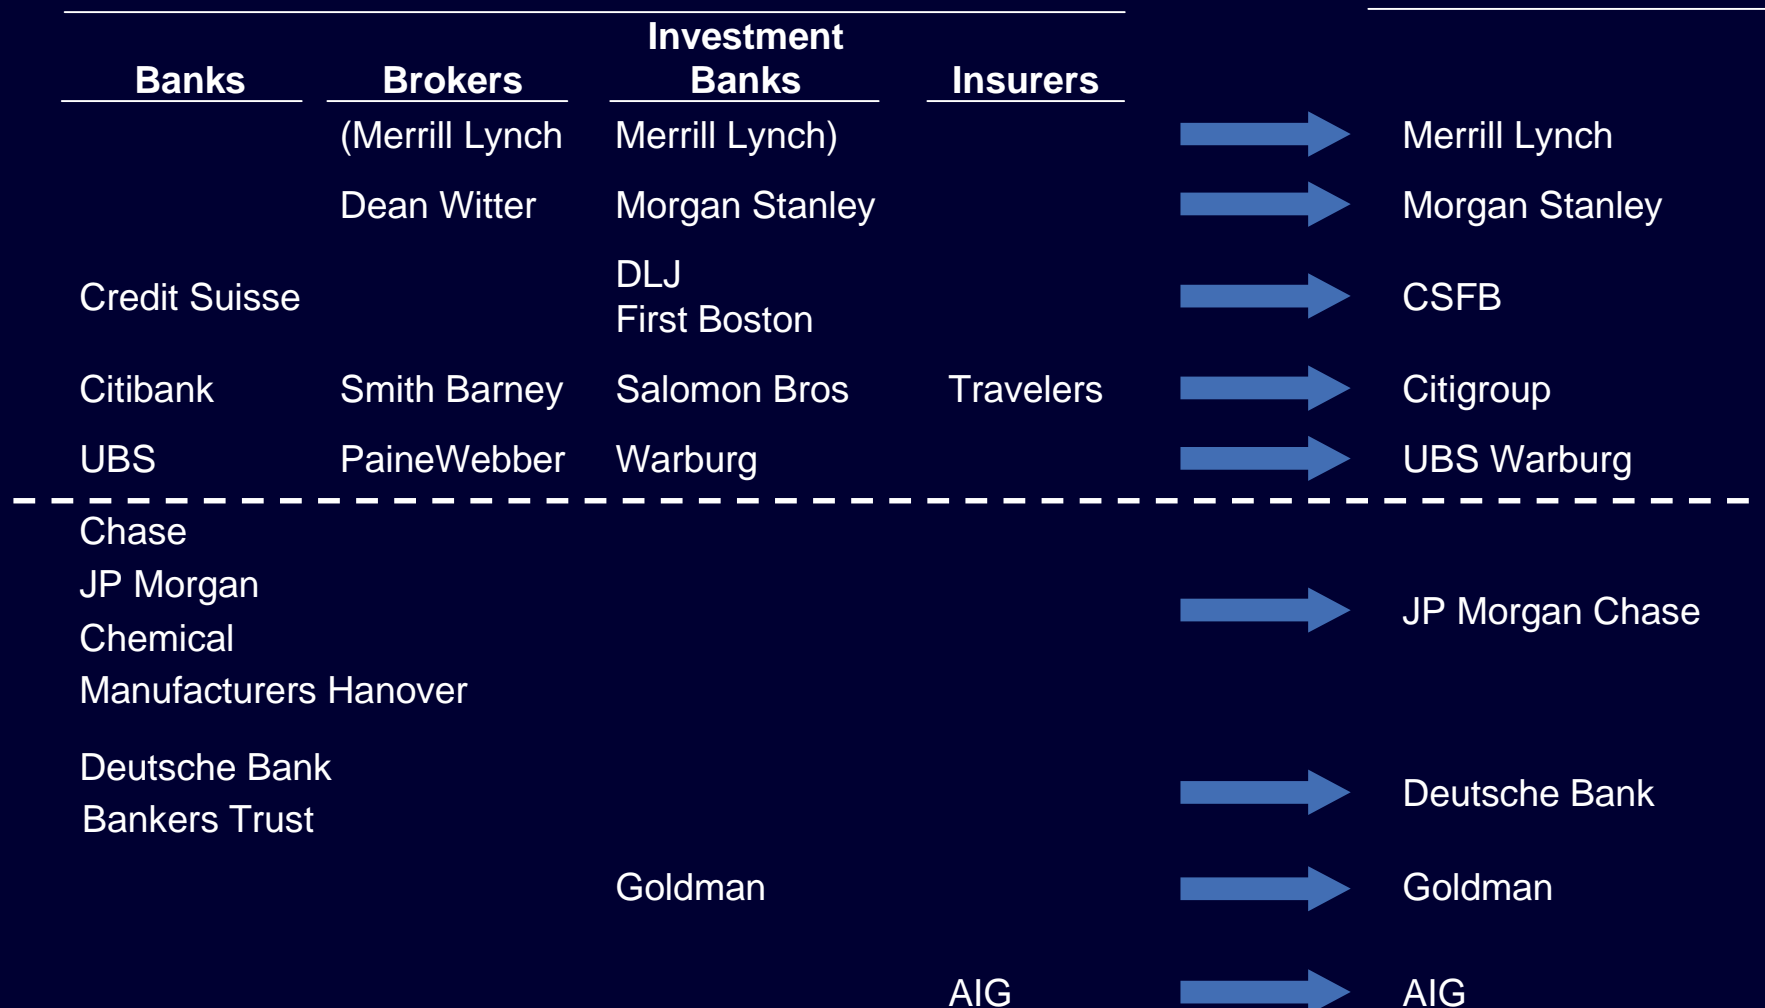 Investment
Banks Brokers Banks Insurers
(Merrill Lynch Merrill Lynch) Merrill Lynch
Dean Witter Morgan Stanley Morgan Stanley
DLJ
Credit Suisse CSFB
First Boston
Citibank Smith Barney Salomon Bros Travelers Citigroup
UBS PaineWebber Warburg UBS Warburg
Chase
JP Morgan
JP Morgan Chase
Chemical
Manufacturers Hanover
Deutsche Bank
Deutsche Bank
Bankers Trust
Goldman Goldman
AIG AIG